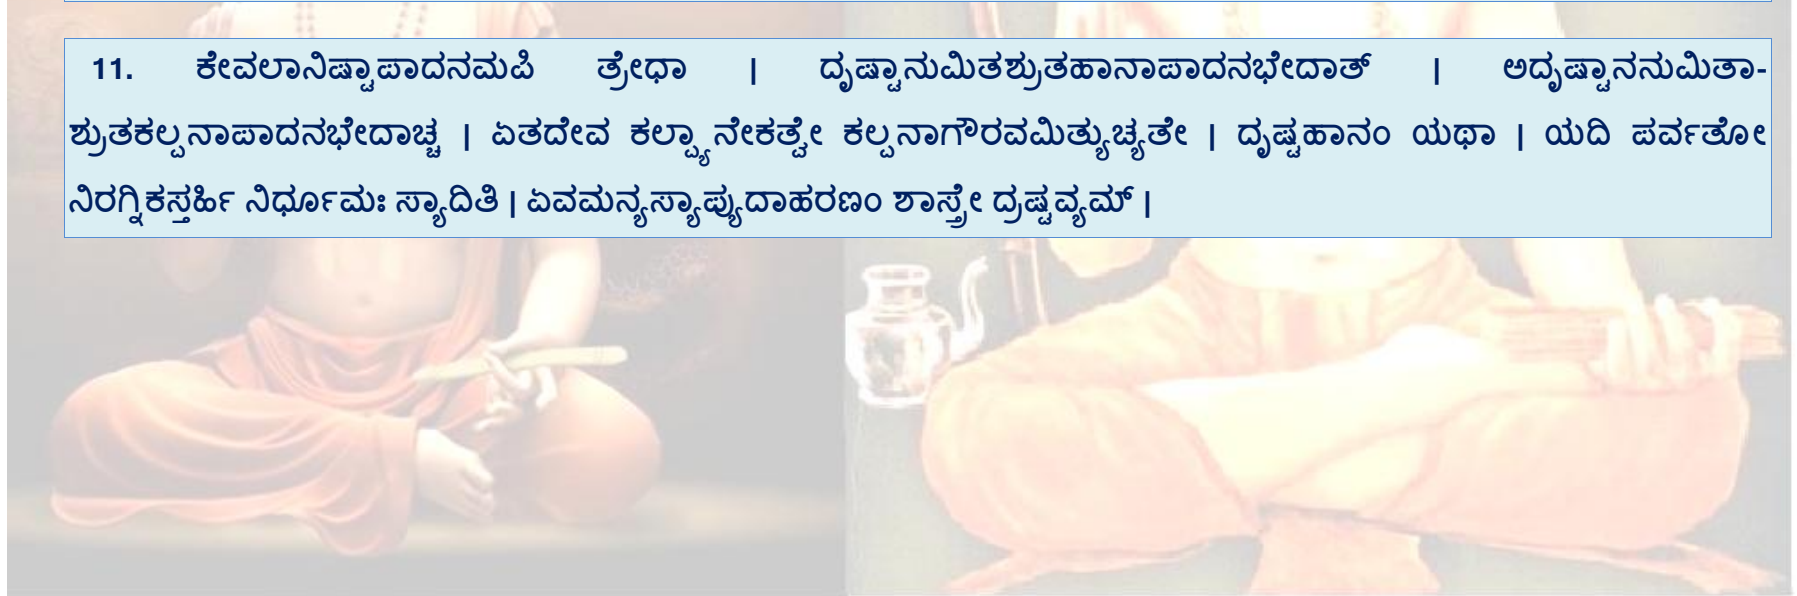 11. ಕೇವಲಾನಿಷ್ಟಾಪಾದನಮಪಿ ತ್ರೇಧಾ | ದೃಷ್ಟಾನುಮಿತಶ್ರುತಹಾನಾಪಾದನಭೇದಾತ್ | ಅದೃಷ್ಟಾನನುಮಿತಾ-
ಶ್ರುತಕಲ್ಪನಾಪಾದನಭೇದಾಚ್ಚ | ಏತದೇವ ಕಲ್ಪ್ಯಾನೇಕತ್ವೇ ಕಲ್ಪನಾಗೌರವಮಿತ್ಯುಚ್ಯತೇ | ದೃಷ್ಟಹಾನಂ ಯಥಾ | ಯದಿ ಪರ್ವತೋ
ನಿರಗ್ನಿಕಸ್ತರ್ಹಿ ನಿರ್ಧೂಮಃ ಸ್ಯಾದಿತಿ | ಏವಮನ್ಯಸ್ಯಾಪ್ಯುದಾಹರಣಂ ಶಾಸ್ತ್ರೇ ದ್ರಷ್ಟವ್ಯಮ್ |